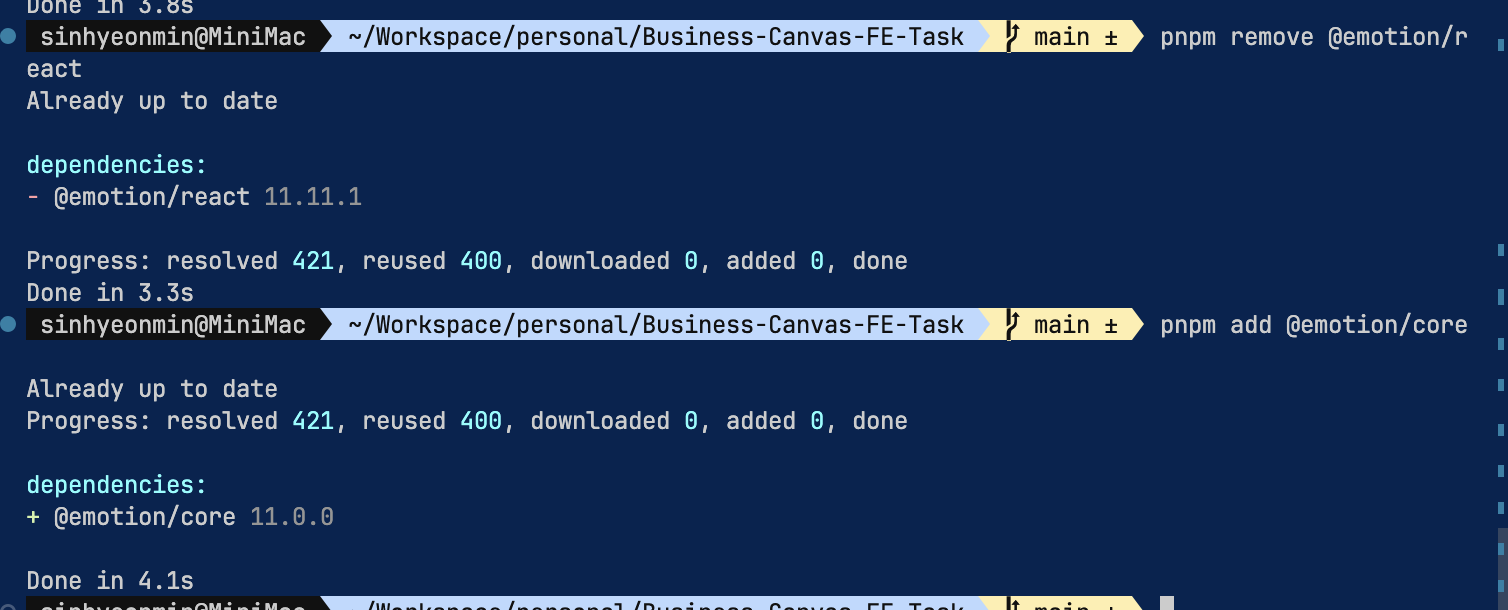 Done in 3.8s
sinhyeonmin@MiniMac ~/Workspace/personal/Business-Canvas-FE-Task main ± pnpm remove @emotion/r
eact
Already up to date
dependencies:
- @emotion/react 11.11.1
Progress: resolved 421, reused 400, downloaded 0, added 0, done
Done in 3.3s
sinhyeonmin@MiniMac ~/Workspace/personal/Business-Canvas-FE-Task main ± pnpm add @emotion/core
Already up to date
Progress: resolved 421, reused 400, downloaded 0, added 0, done
dependencies:
+ @emotion/core 11.0.0
Done in 4.1s
sinhyeonmin@MiniMac ~/Workspace/personal/Business-Canvas-FE-Task main ±